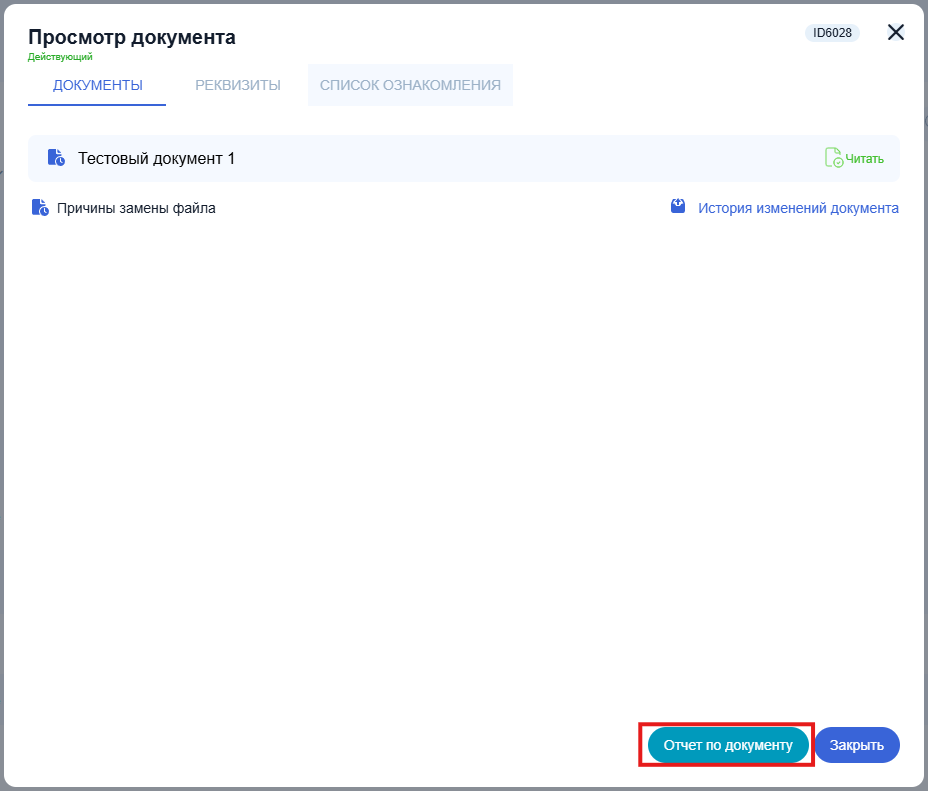 Просмотр документа
ID6028
Действующий
ДОКУМЕНТЫ РЕКВИЗИТЫ СПИСОК ОЗНАКОМЛЕНИЯ
Тестовый документ 1 Читать
Причины замены файла История изменений документа
Отчет по документу Закрыть